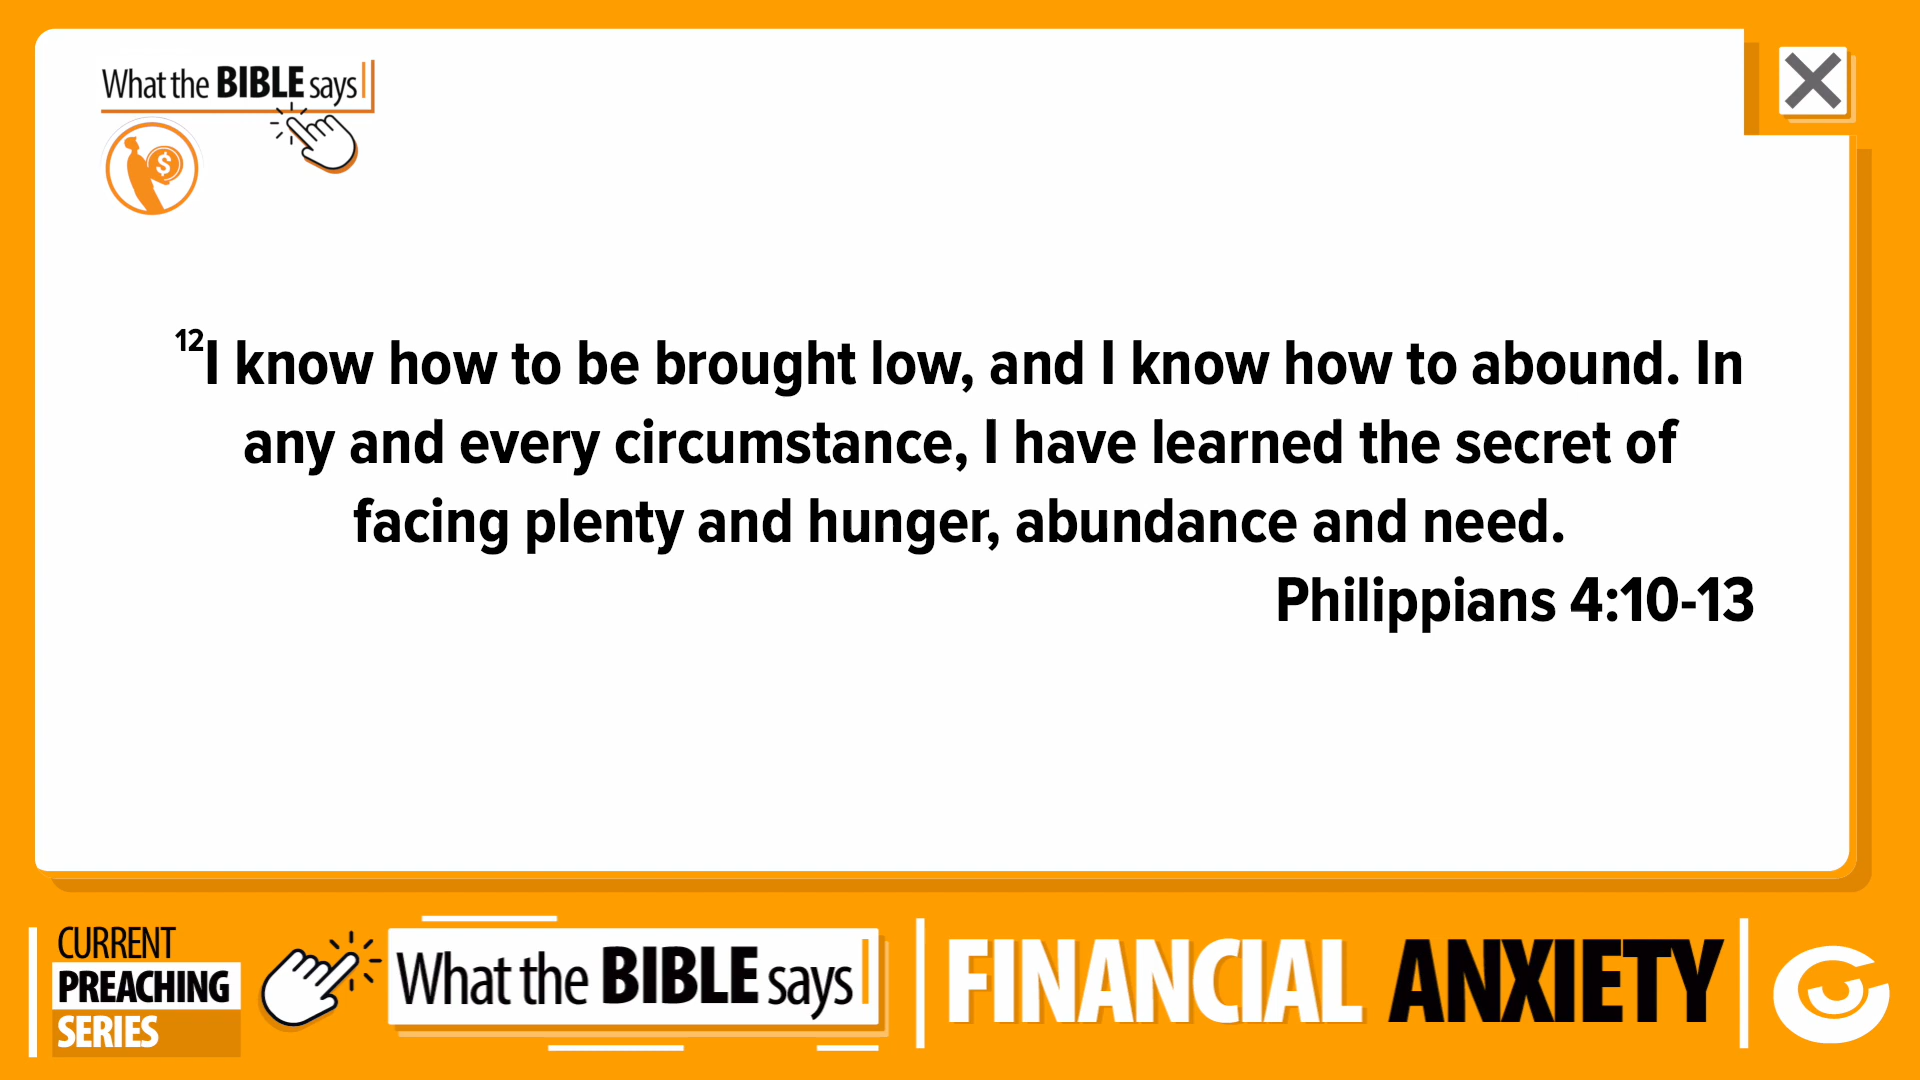 What the BIBLE says
$
12I know how to be brought low, and I know how to abound. In
any and every circumstance, I have learned the secret of
facing plenty and hunger, abundance and need.
Philippians 4:10-13
CURRENT
PREACHING
SERIES
What the BIBLE says
FINANCIAL ANXIETY